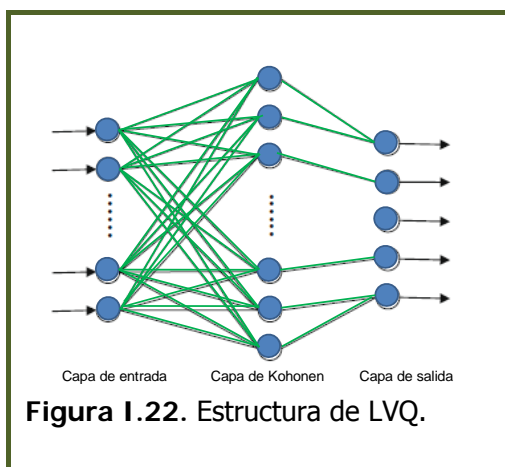 Capa de entrada Capa de Kohonen Capa de salida
Figura I.22. Estructura de LVQ.